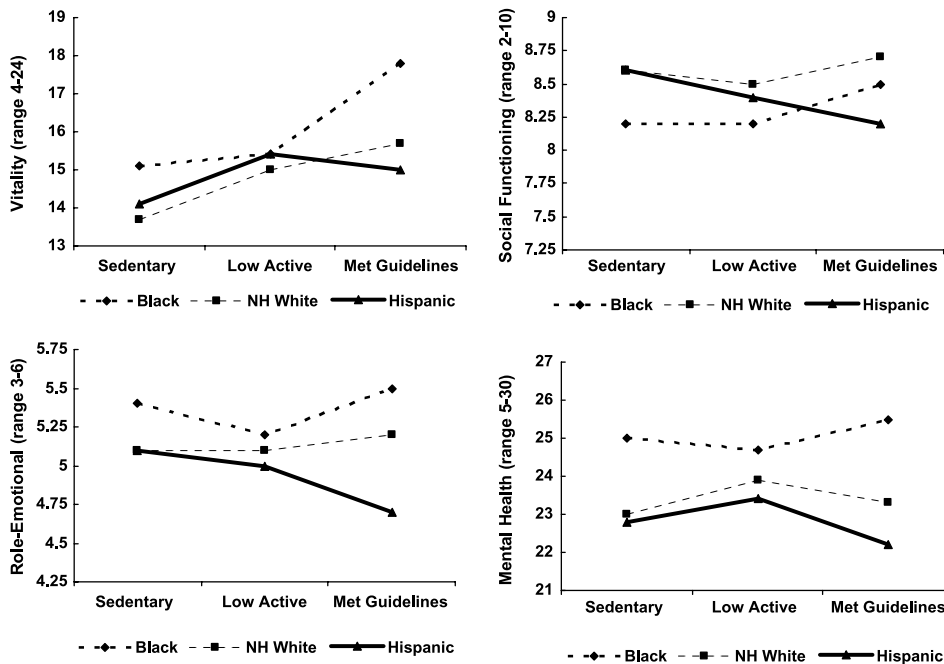 Vitality (range 4-24)
19
18
17
16
15
14
13
Sedentary Low Active Met Guidelines
Black NH White Hispanic
Social Functioning (range 2-10)
9
8.75
8.5
8.25
8
7.75
7.5
7.25
Sedentary Low Active Met Guidelines
Black NH White Hispanic
Role-Emotional (range 3-6)
5.75
5.5
5.25
5
4.75
4.5
4.25
Sedentary Low Active Met Guidelines
Black NH White Hispanic
Mental Health (range 5-30)
27
26
25
24
23
22
21
Sedentary Low Active Met Guidelines
Black NH White Hispanic